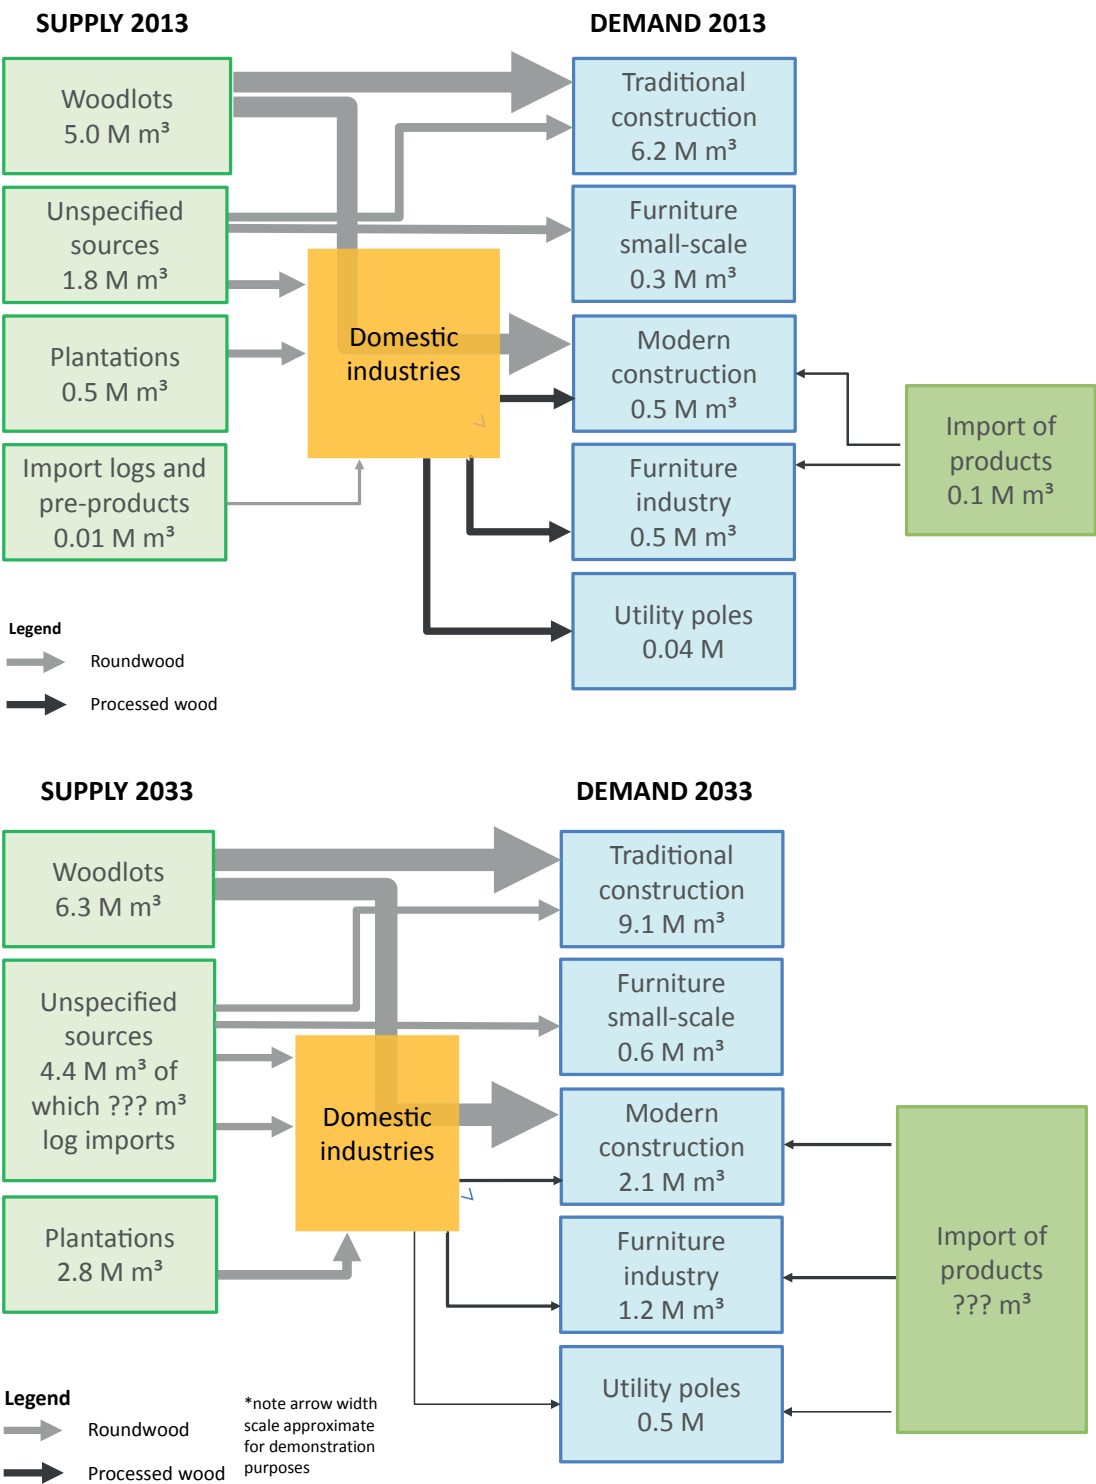 SUPPLY 2013
DEMAND 2013
Woodlots
5.0 M m³
Unspecified
sources
1.8 M m³
Plantations
0.5 M m³
Import logs and
pre-products
0.01 M m³
Domestic
industries
Traditional
construction
6.2 M m³
Furniture
small-scale
0.3 M m³
Modern
construction
0.5 M m³
Furniture
industry
0.5 M m³
Utility poles
0.04 M
Import of
products
0.1 M m³
Legend
Roundwood
Processed wood
SUPPLY 2033
DEMAND 2033
Woodlots
6.3 M m³
Unspecified
sources
4.4 M m³ of
which ??? m³
log imports
Plantations
2.8 M m³
Domestic
industries
Traditional
construction
9.1 M m³
Furniture
small-scale
0.6 M m³
Modern
construction
2.1 M m³
Furniture
industry
1.2 M m³
Utility poles
0.5 M
Import of
products
??? m³
Legend
Roundwood
Processed wood
*note arrow width
scale approximate
for demonstration
purposes